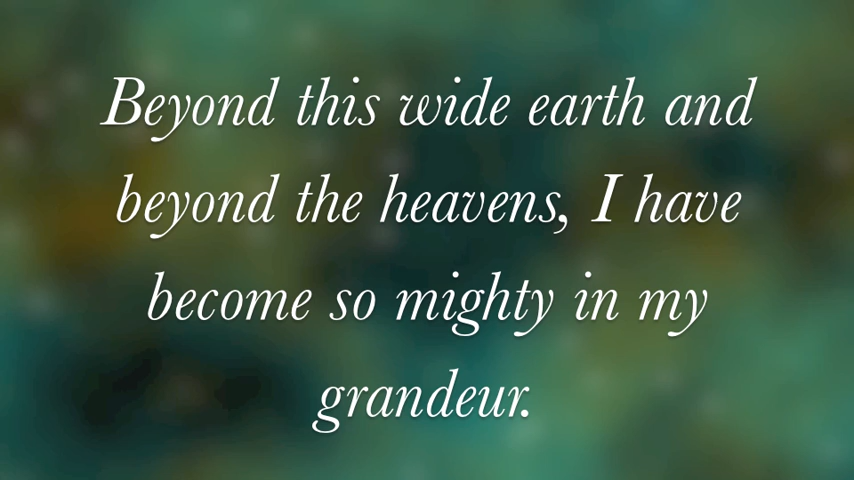 Beyond this wide earth and
beyond the heavens, I have
become so mighty in my
grandeur.